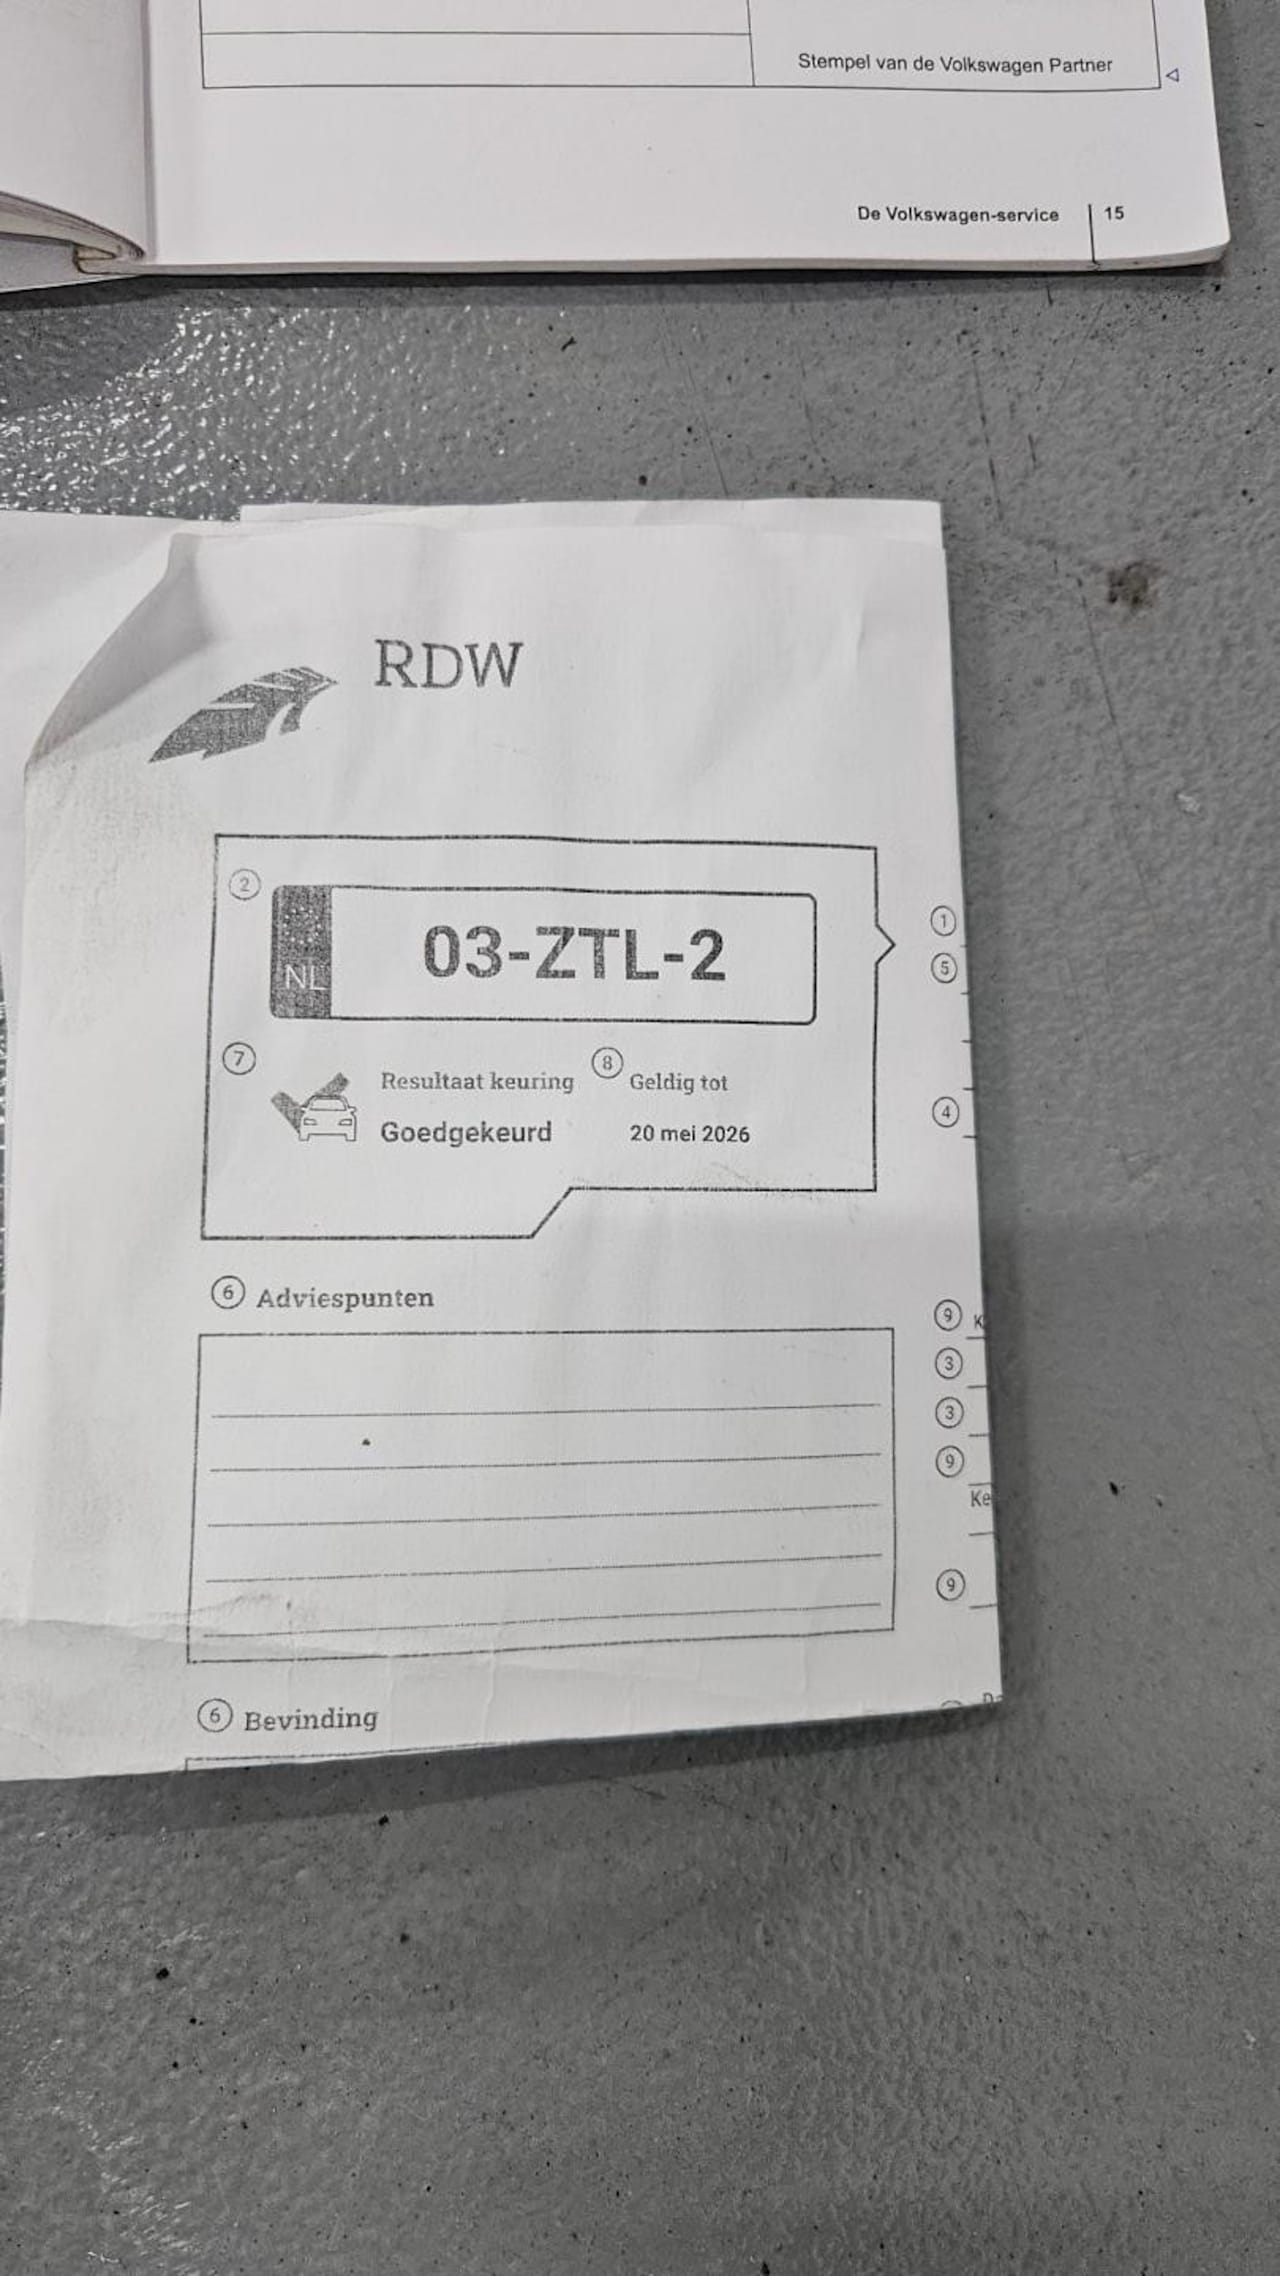 Stempel van de Volkswagen Partner
De Volkswagen-service 15
RDW
2
NL
03-ZTL-2
1
5
7
Resultaat keuring
8
Geldig tot
Goedgekeurd
20 mei 2026
4
6 Adviespunten
9 K
3
3
9
Ke
9
6 Bevinding